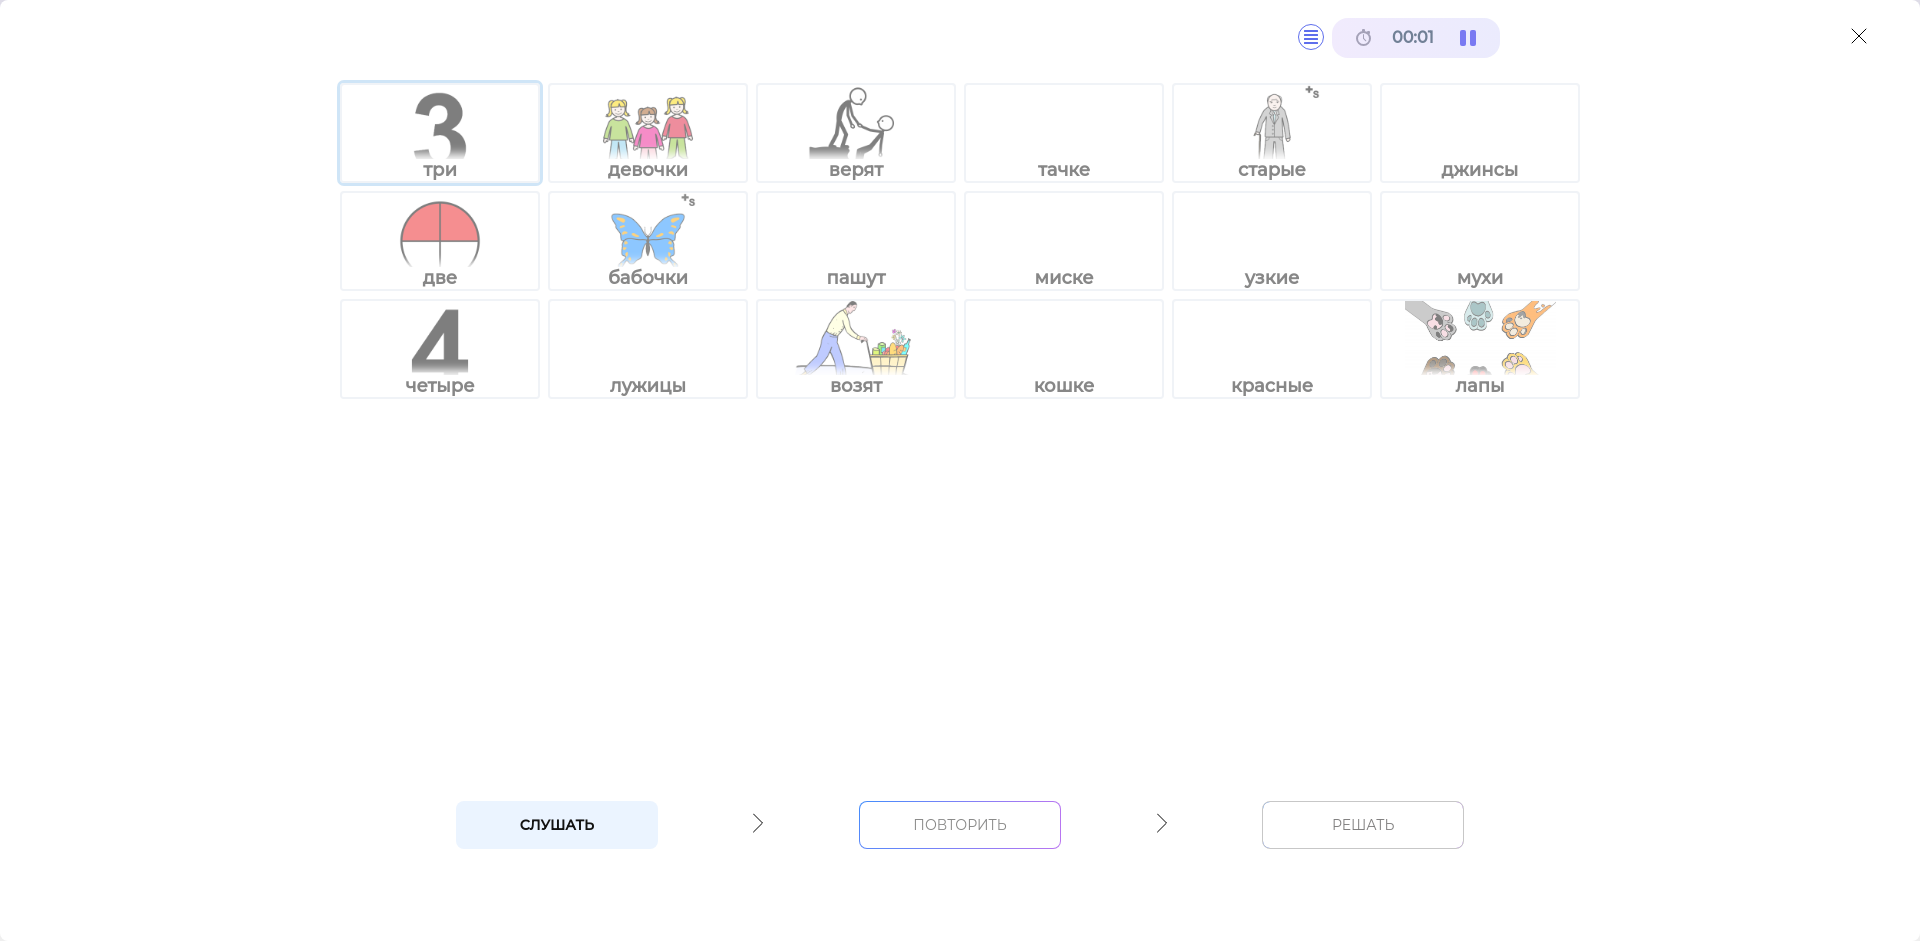 00:01
3
+s
три
девочки
верят
тачке
старые
джинсы
+s
две
бабочки
пашут
миске
узкие
мухи
4
четыре
лужицы
возят
кошке
красные
лапы
СЛУШАТЬ
ПОВТОРИТЬ
РЕШАТЬ